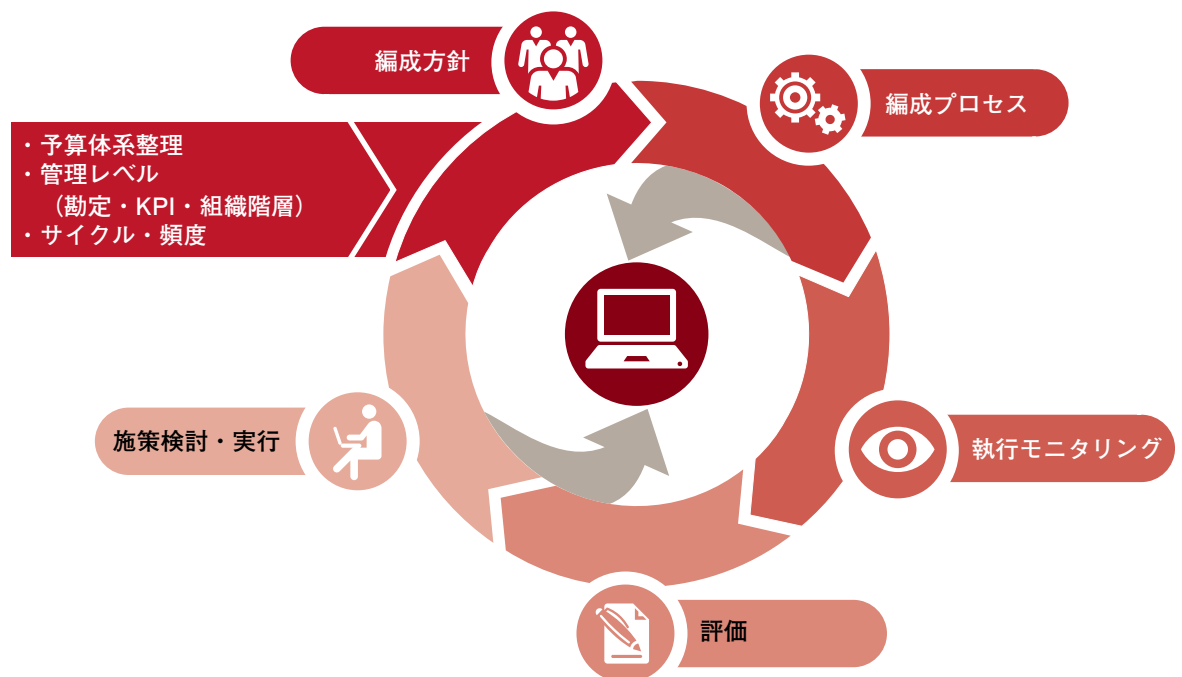 編成方針
編成プロセス
・予算体系整理
・管理レベル
（勘定・KPI・組織階層）
・サイクル・頻度
施策検討・実行
執行モニタリング
評価